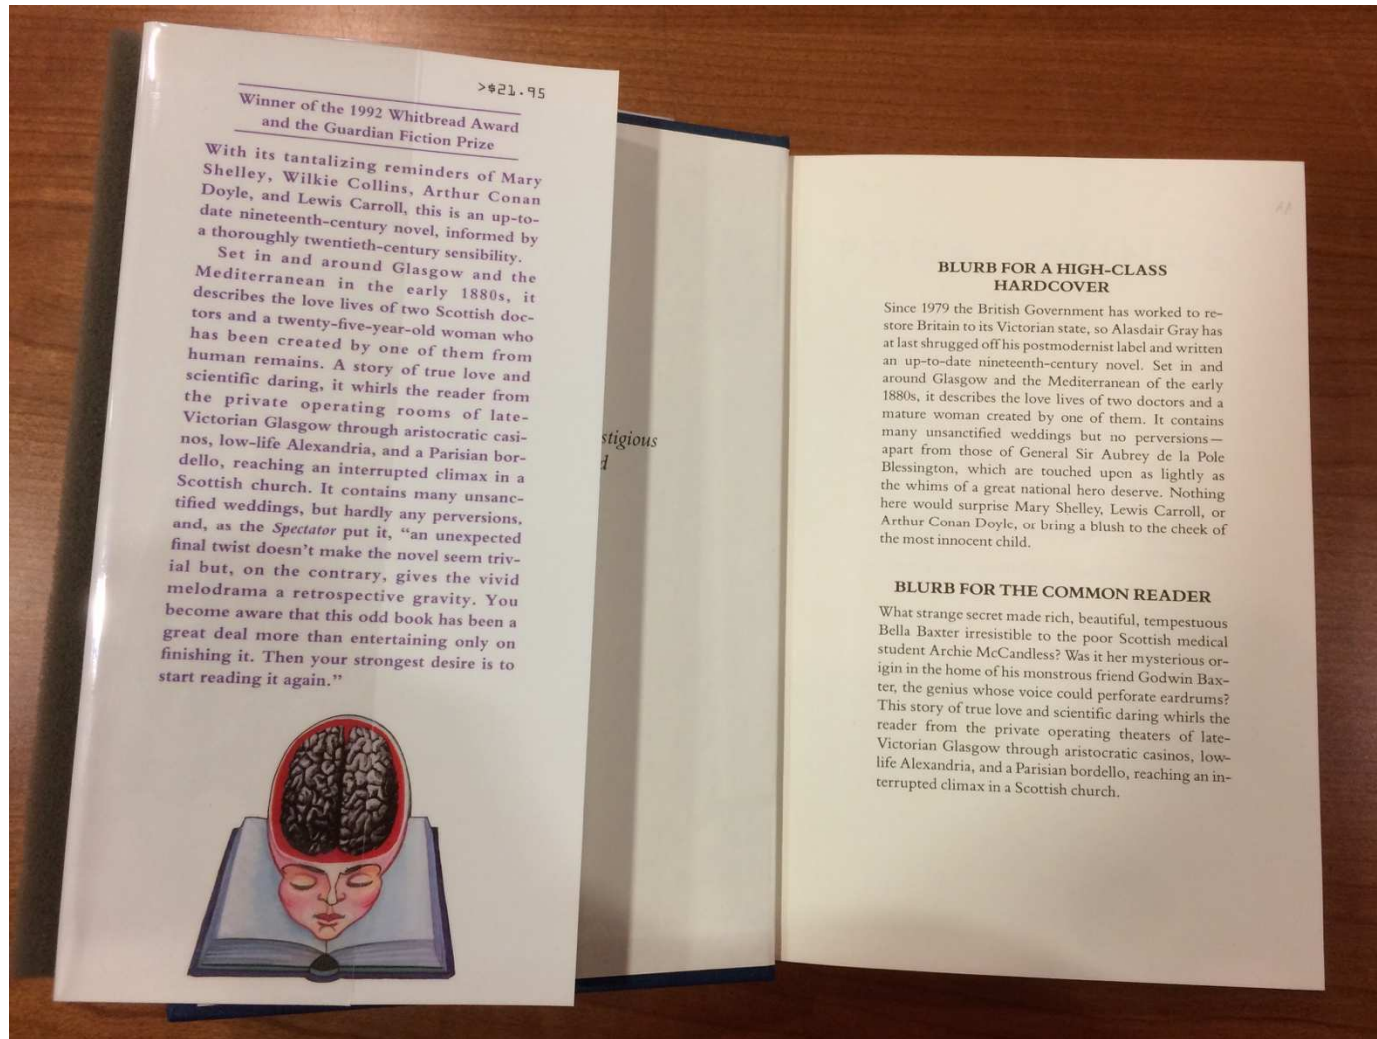 >$21.95
Winner of the 1992 Whitbread Award
and the Guardian Fiction Prize
With its tantalizing reminders of Mary
Shelley, Wilkie Collins, Arthur Conan
Doyle, and Lewis Carroll, this is an up-to-
date nineteenth-century novel, informed by
a thoroughly twentieth-century sensibility.
Set in and around Glasgow and the
Mediterranean in the early 1880s, it
describes the love lives of two Scottish doc-
tors and a twenty-five-year-old woman who
has been created by one of them from
human remains. A story of true love and
scientific daring, it whirls the reader from
the private operating rooms of late-
Victorian Glasgow through aristocratic casi-
nos, low-life Alexandria, and a Parisian bor-
dello, reaching an interrupted climax in a
Scottish church. It contains many unsanc-
tified weddings, but hardly any perversions,
and, as the Spectator put it, “an unexpected
final twist doesn’t make the novel seem triv-
ial but, on the contrary, gives the vivid
melodrama a retrospective gravity. You
become aware that this odd book has been a
great deal more than entertaining only on
finishing it. Then your strongest desire is to
start reading it again.”
stigious
d
BLURB FOR A HIGH-CLASS
HARDCOVER
Since 1979 the British Government has worked to re-
store Britain to its Victorian state, so Alasdair Gray has
at last shrugged off his postmodernist label and written
an up-to-date nineteenth-century novel. Set in and
around Glasgow and the Mediterranean of the early
1880s, it describes the love lives of two doctors and a
mature woman created by one of them. It contains
many unsanctified weddings but no perversions—
apart from those of General Sir Aubrey de la Pole
Blessington, which are touched upon as lightly as
the whims of a great national hero deserve. Nothing
here would surprise Mary Shelley, Lewis Carroll, or
Arthur Conan Doyle, or bring a blush to the cheek of
the most innocent child.
BLURB FOR THE COMMON READER
What strange secret made rich, beautiful, tempestuous
Bella Baxter irresistible to the poor Scottish medical
student Archie McCandless? Was it her mysterious or-
igin in the home of his monstrous friend Godwin Bax-
ter, the genius whose voice could perforate eardrums?
This story of true love and scientific daring whirls the
reader from the private operating theaters of late-
Victorian Glasgow through aristocratic casinos, low-
life Alexandria, and a Parisian bordello, reaching an in-
terrupted climax in a Scottish church.